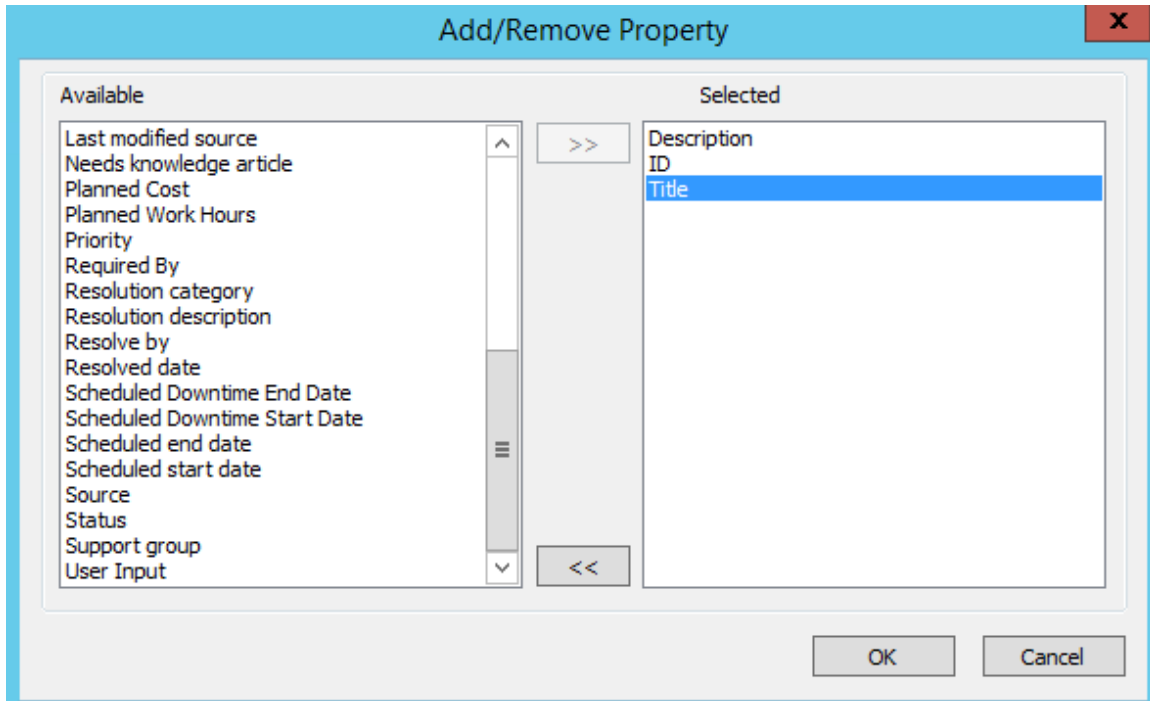 Add/Remove Property
x
Available
Selected
Last modified source
Needs knowledge article
Planned Cost
Planned Work Hours
Priority
Required By
Resolution category
Resolution description
Resolve by
Resolved date
Scheduled Downtime End Date
Scheduled Downtime Start Date
Scheduled end date
Scheduled start date
Source
Status
Support group
User Input
>>
<<
Description
ID
Title
OK
Cancel